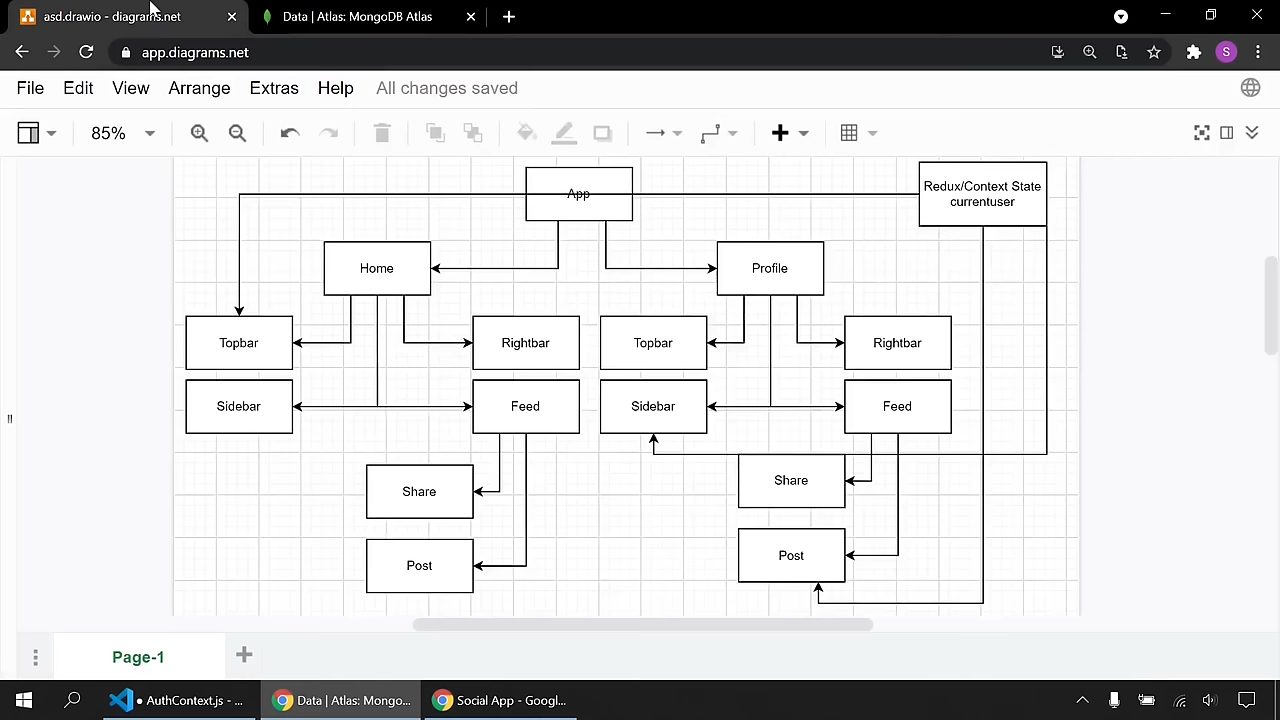 asd.drawio - diagrams.net
Data | Atlas: MongoDB Atlas
app.diagrams.net
S
File Edit View Arrange Extras Help All changes saved
85%
App
Redux/Context State
currentuser
Home
Profile
Topbar
Rightbar
Topbar
Rightbar
Sidebar
Feed
Sidebar
Feed
Share
Share
Post
Post
Page-1
● AuthContext.js - ...
Data | Atlas: Mongo...
Social App - Googl...